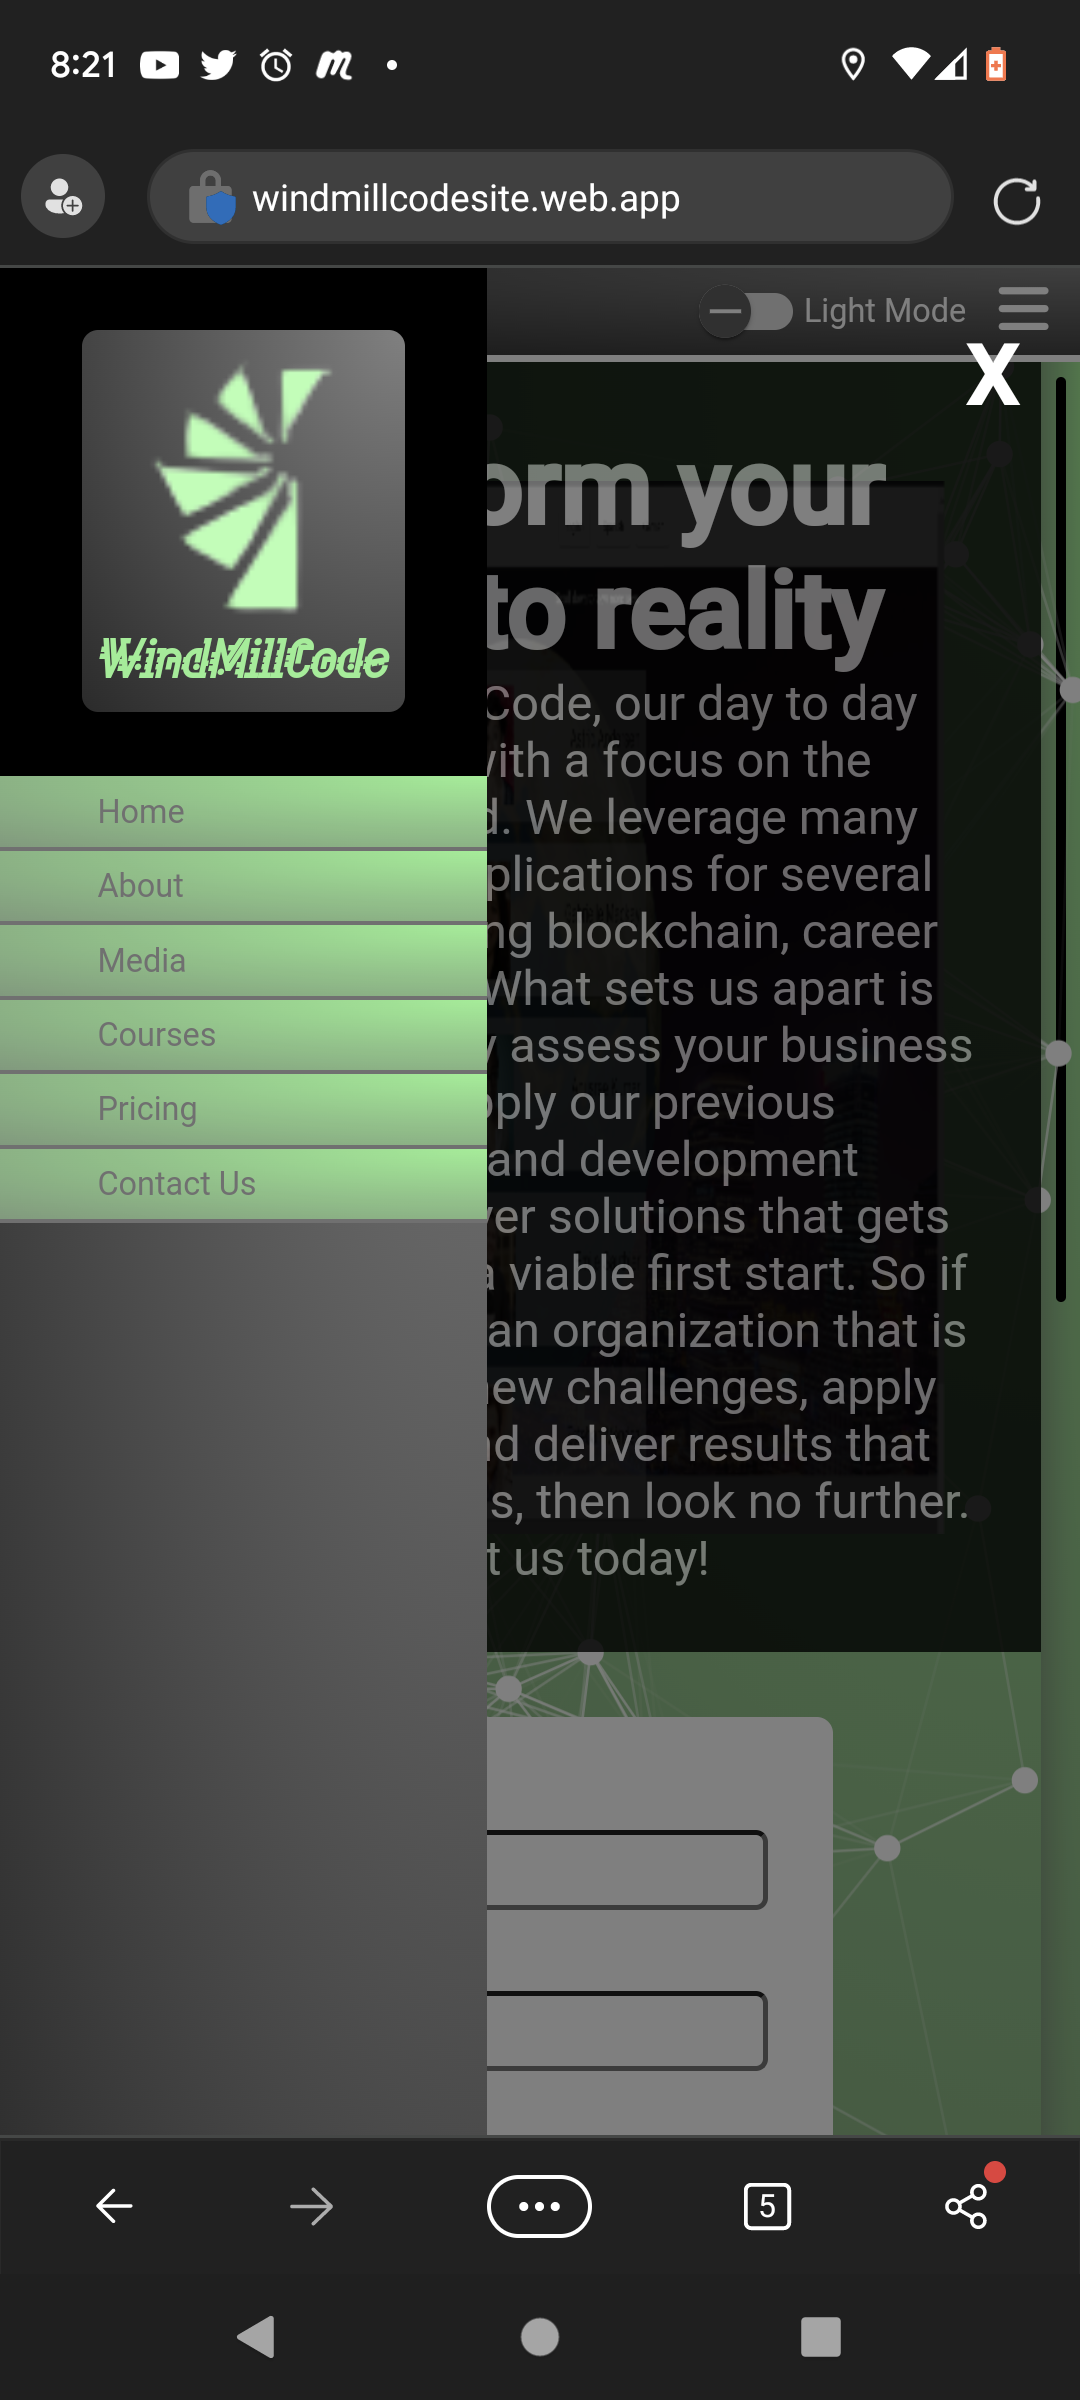 8:21
windmillcodesite.web.app
Light Mode
X
WindMillCode
Home
About
Media
Courses
Pricing
Contact Us
orm your
to reality
Code, our day to day
ith a focus on the
d. We leverage many
plications for several
ng blockchain, career
What sets us apart is
y assess your business
pply our previous
and development
ver solutions that gets
a viable first start. So if
an organization that is
ew challenges, apply
nd deliver results that
s, then look no further.
t us today!
5